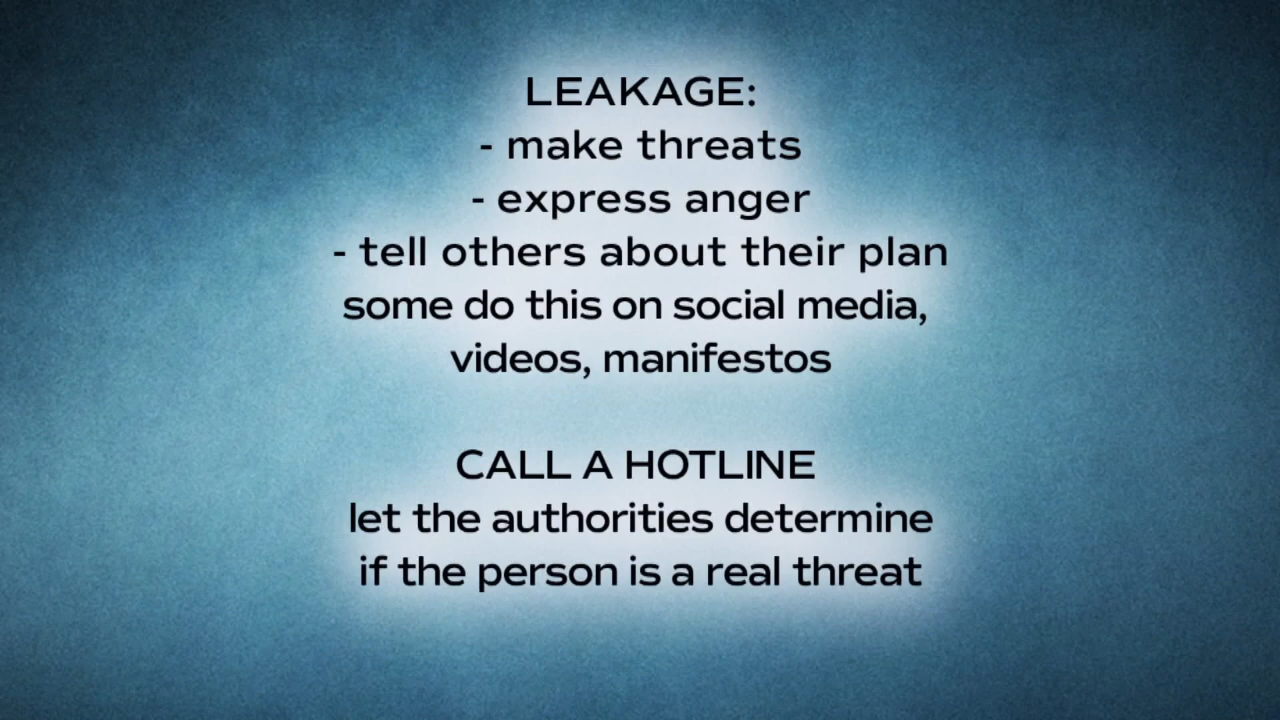 LEAKAGE:
- make threats
- express anger
- tell others about their plan
some do this on social media,
videos, manifestos
CALL A HOTLINE
let the authorities determine
if the person is a real threat